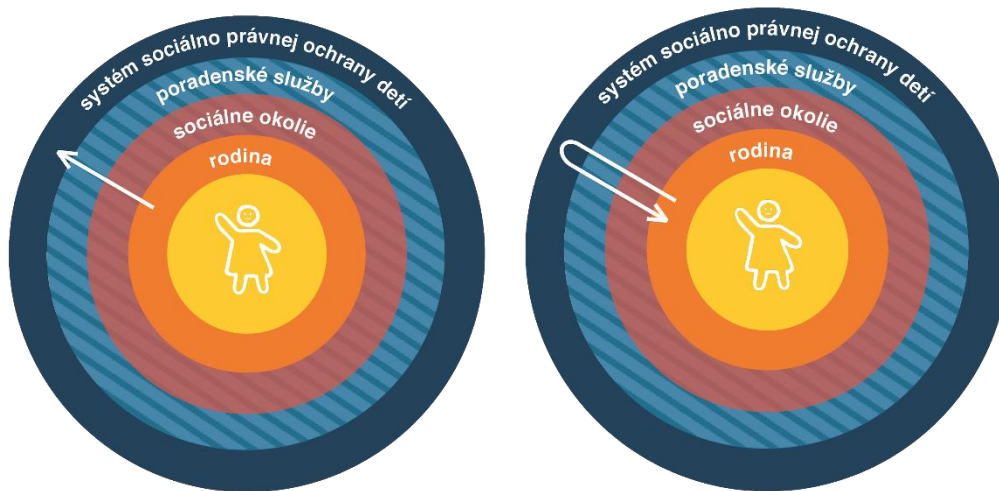 systém sociálno právnej ochrany detí
poradenské služby
sociálne okolie
rodina
systém sociálno právnej ochrany detí
poradenské služby
sociálne okolie
rodina